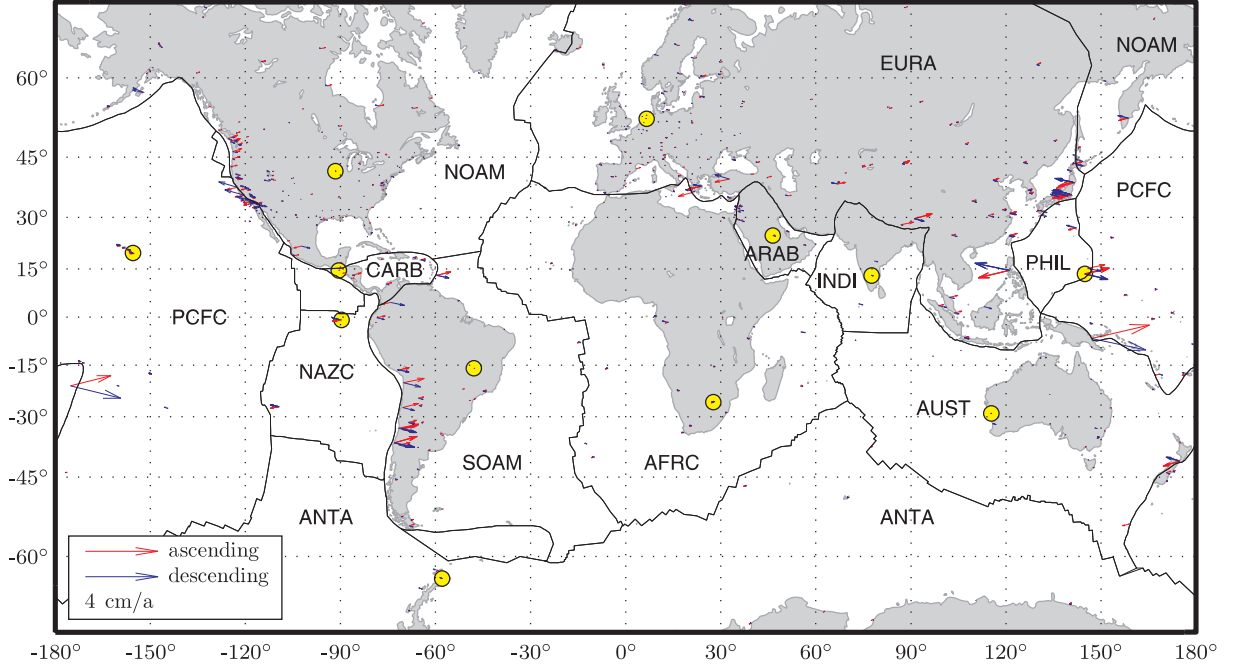 60°
45°
30°
15°
0°
-15°
-30°
-45°
-60°
EURA
NOAM
NOAM
PCFC
ARAB
PHIL
CARB
INDI
PCFC
NAZC
AUST
SOAM
AFRC
ANTA
ANTA
ascending
descending
4 cm/a
-180° -150° -120° -90° -60° -30° 0° 30° 60° 90° 120° 150° 180°